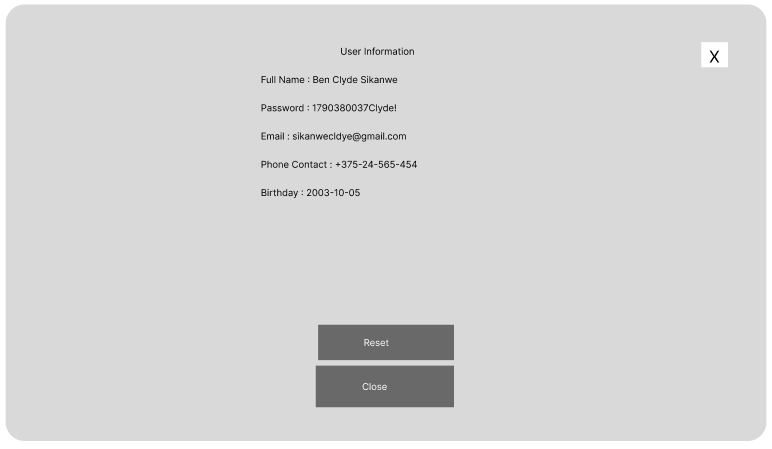 User Information
X
Full Name : Ben Clyde Sikanwe
Password : 1790380037Clyde!
Email : sikanwecldye@gmail.com
Phone Contact : +375-24-565-454
Birthday : 2003-10-05
Reset
Close